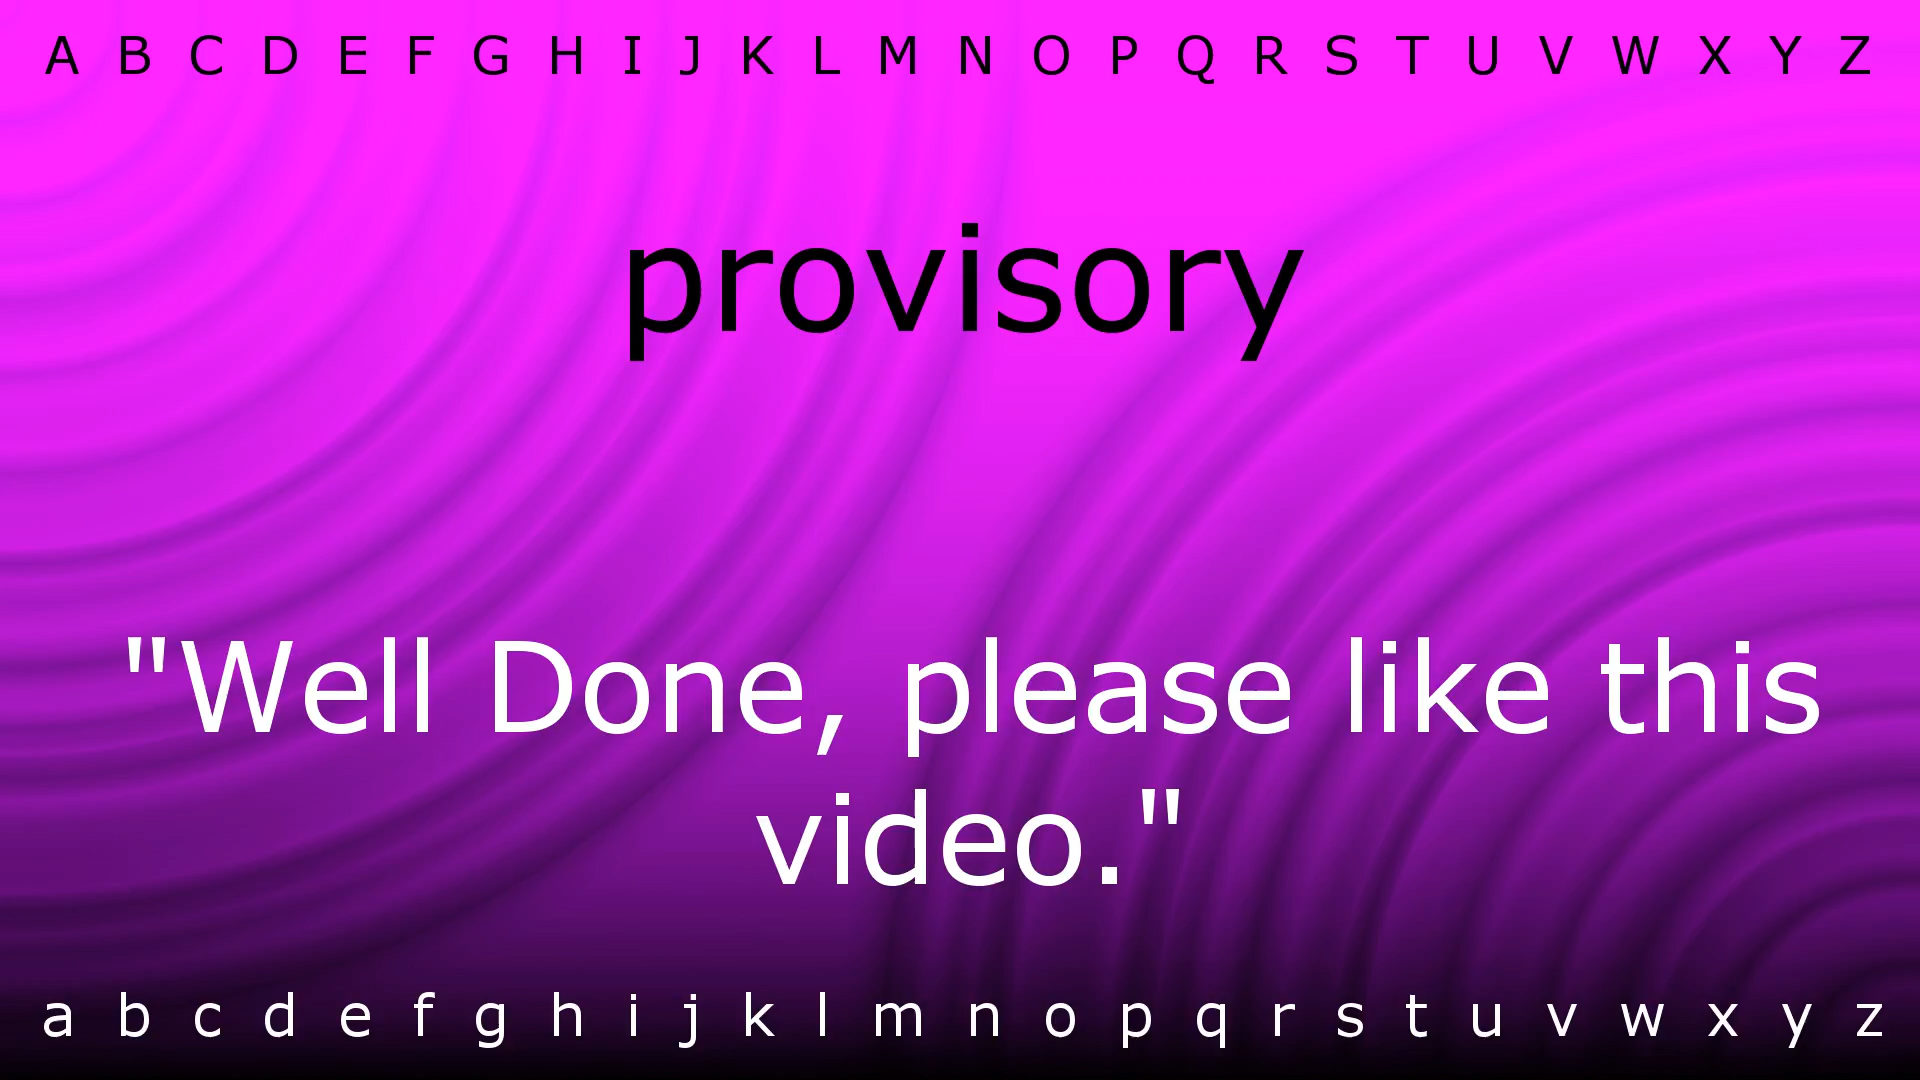 A B C D E F G H I J K L M N O P Q R S T U V W X Y Z
provisory
"Well Done, please like this
video."
a b c d e f g h i j k l m n o p q r s t u v w x y z